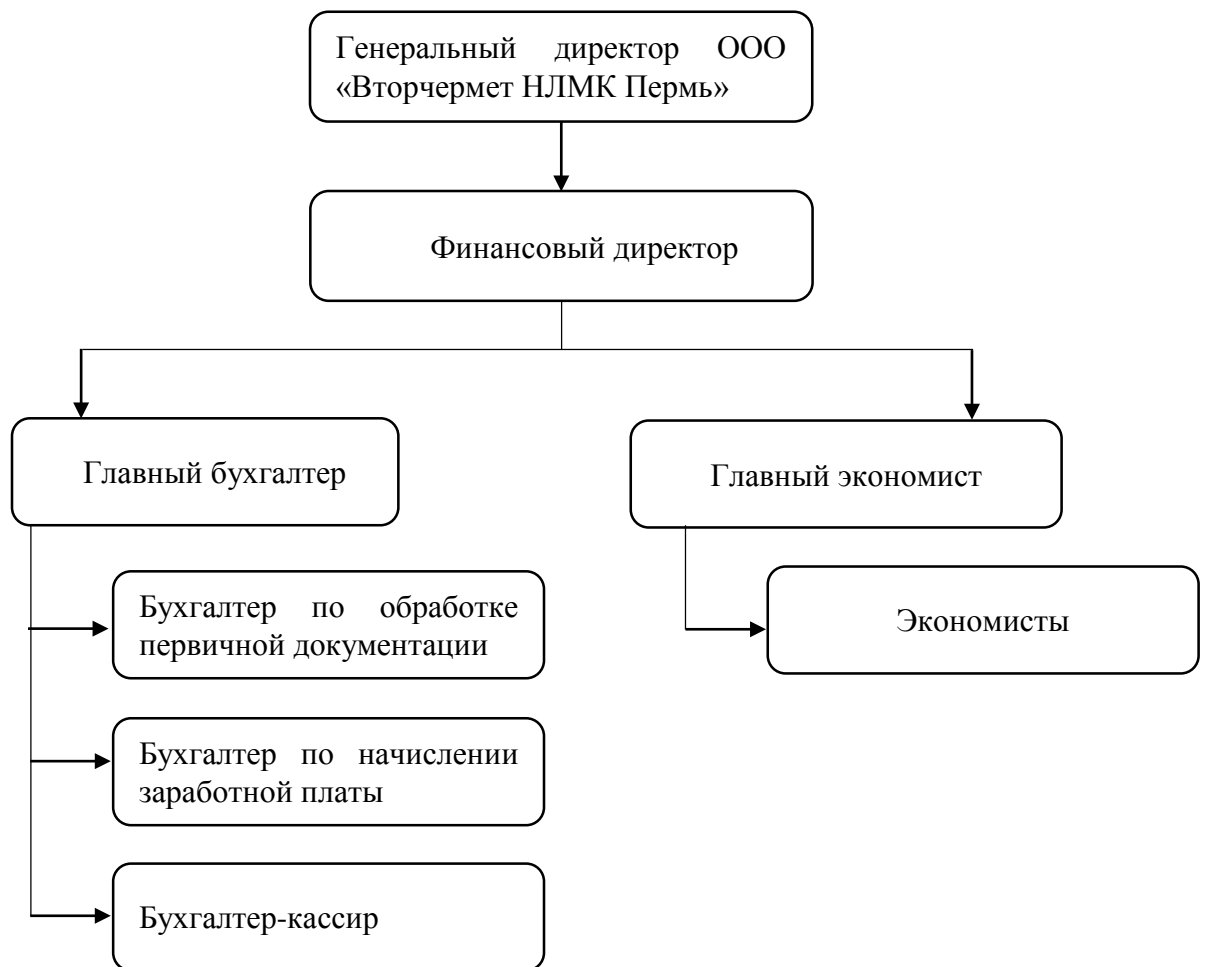 Генеральный директор ООО
«Вторчермет НЛМК Пермь»
Финансовый директор
Главный бухгалтер
Главный экономист
Бухгалтер по обработке
первичной документации
Экономисты
Бухгалтер по начислении
заработной платы
Бухгалтер-кассир